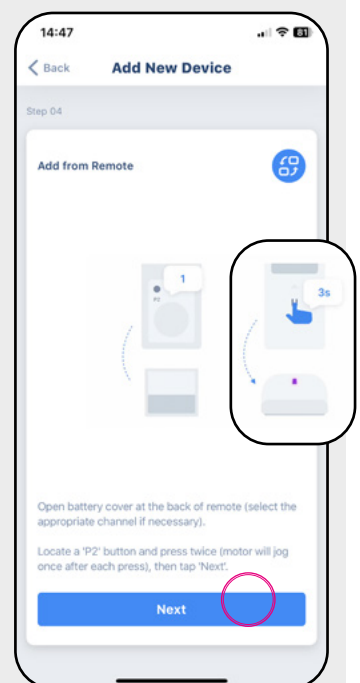 14:47
81
Back
Add New Device
Step 04
Add from Remote
1
P2
3s
Open battery cover at the back of remote (select the
appropriate channel if necessary).
Locate a 'P2' button and press twice (motor will jog
once after each press), then tap 'Next'.
Next